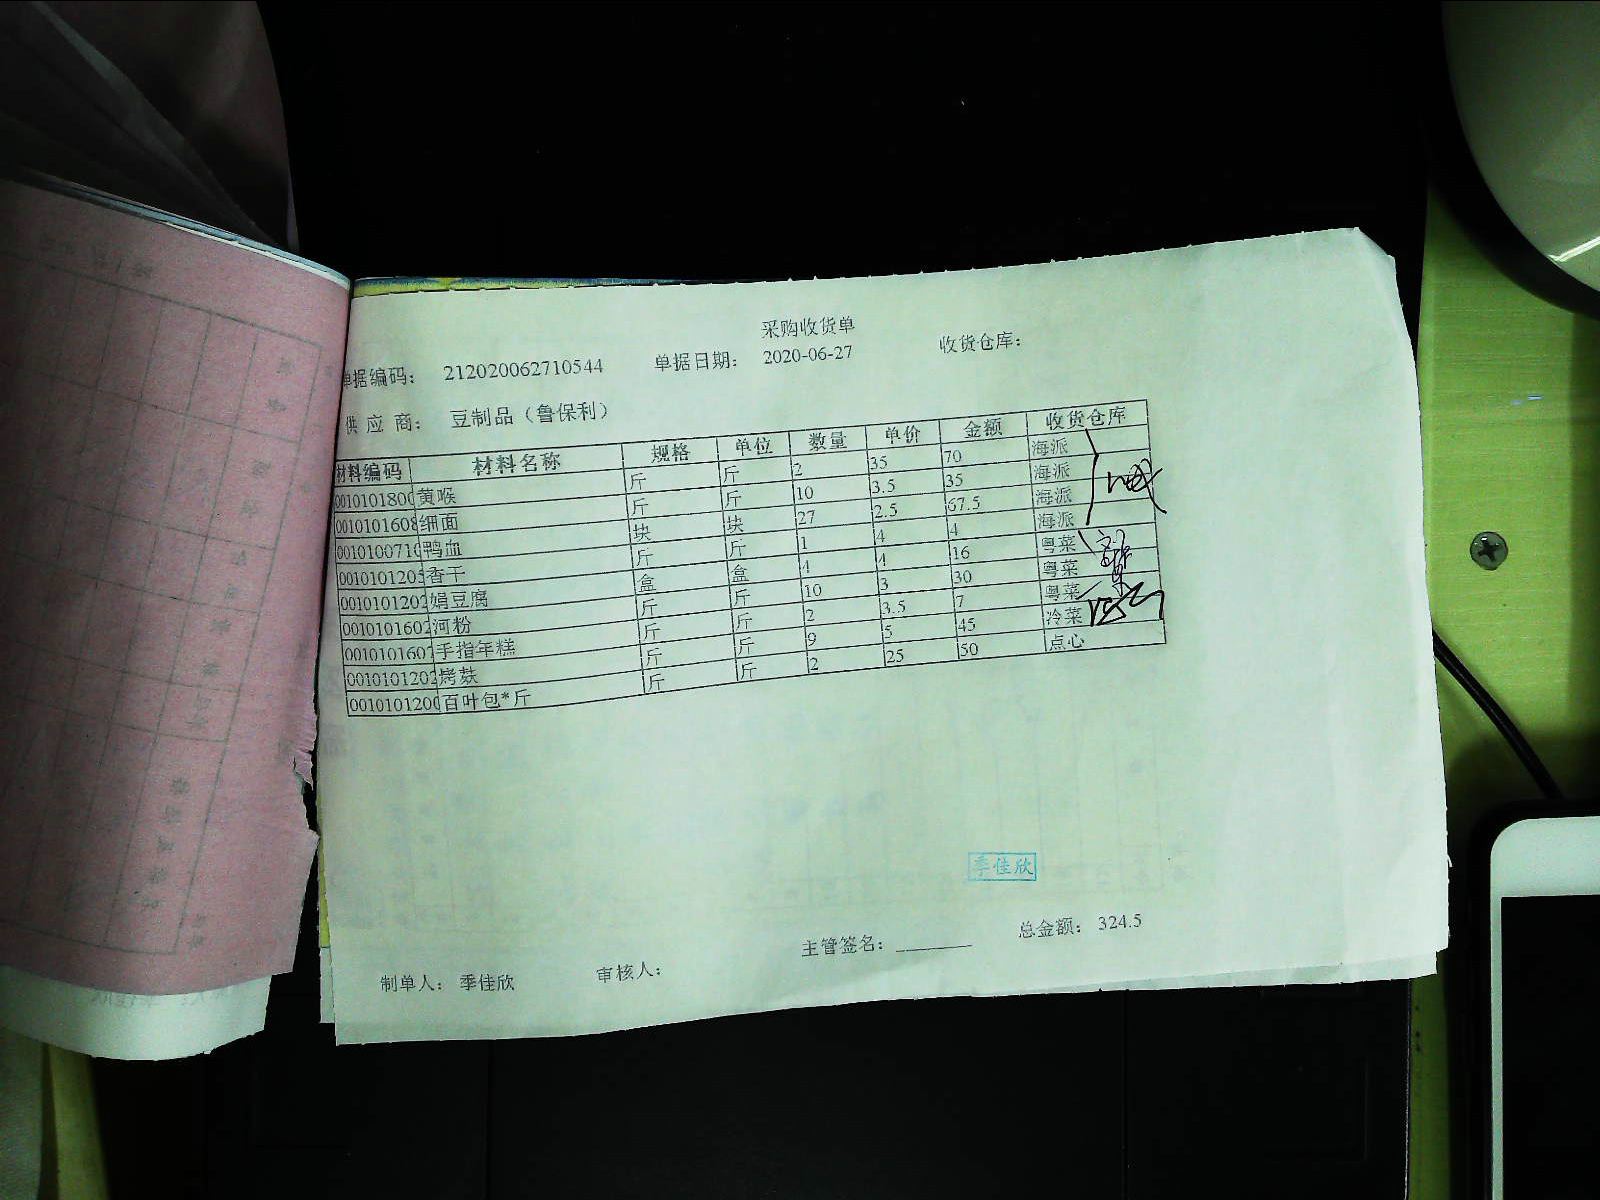 采购收货单
单据编码: 212020062710544 单据日期: 2020-06-27 收货仓库:
供 应 商: 豆制品（鲁保利）
材料编码 材料名称 规格 单位 数量 单价 金额 收货仓库
0010101800 黄喉 斤 斤 2 35 70 海派
0010101608 细面 斤 斤 10 3.5 35 海派
0010100710 鸭血 块 块 27 2.5 67.5 海派
0010101205 香干 斤 斤 1 4 4 海派
0010101202 娟豆腐 盒 盒 4 4 16 粤菜
0010101602 河粉 斤 斤 10 3 30 粤菜
0010101607 手指年糕 斤 斤 2 3.5 7 粤菜
0010101202 烤菇 斤 斤 9 5 45 冷菜
0010101200 百叶包*斤 斤 斤 2 25 50 点心
季佳欣
主管签名: ________ 总金额: 324.5
制单人: 季佳欣 审核人: